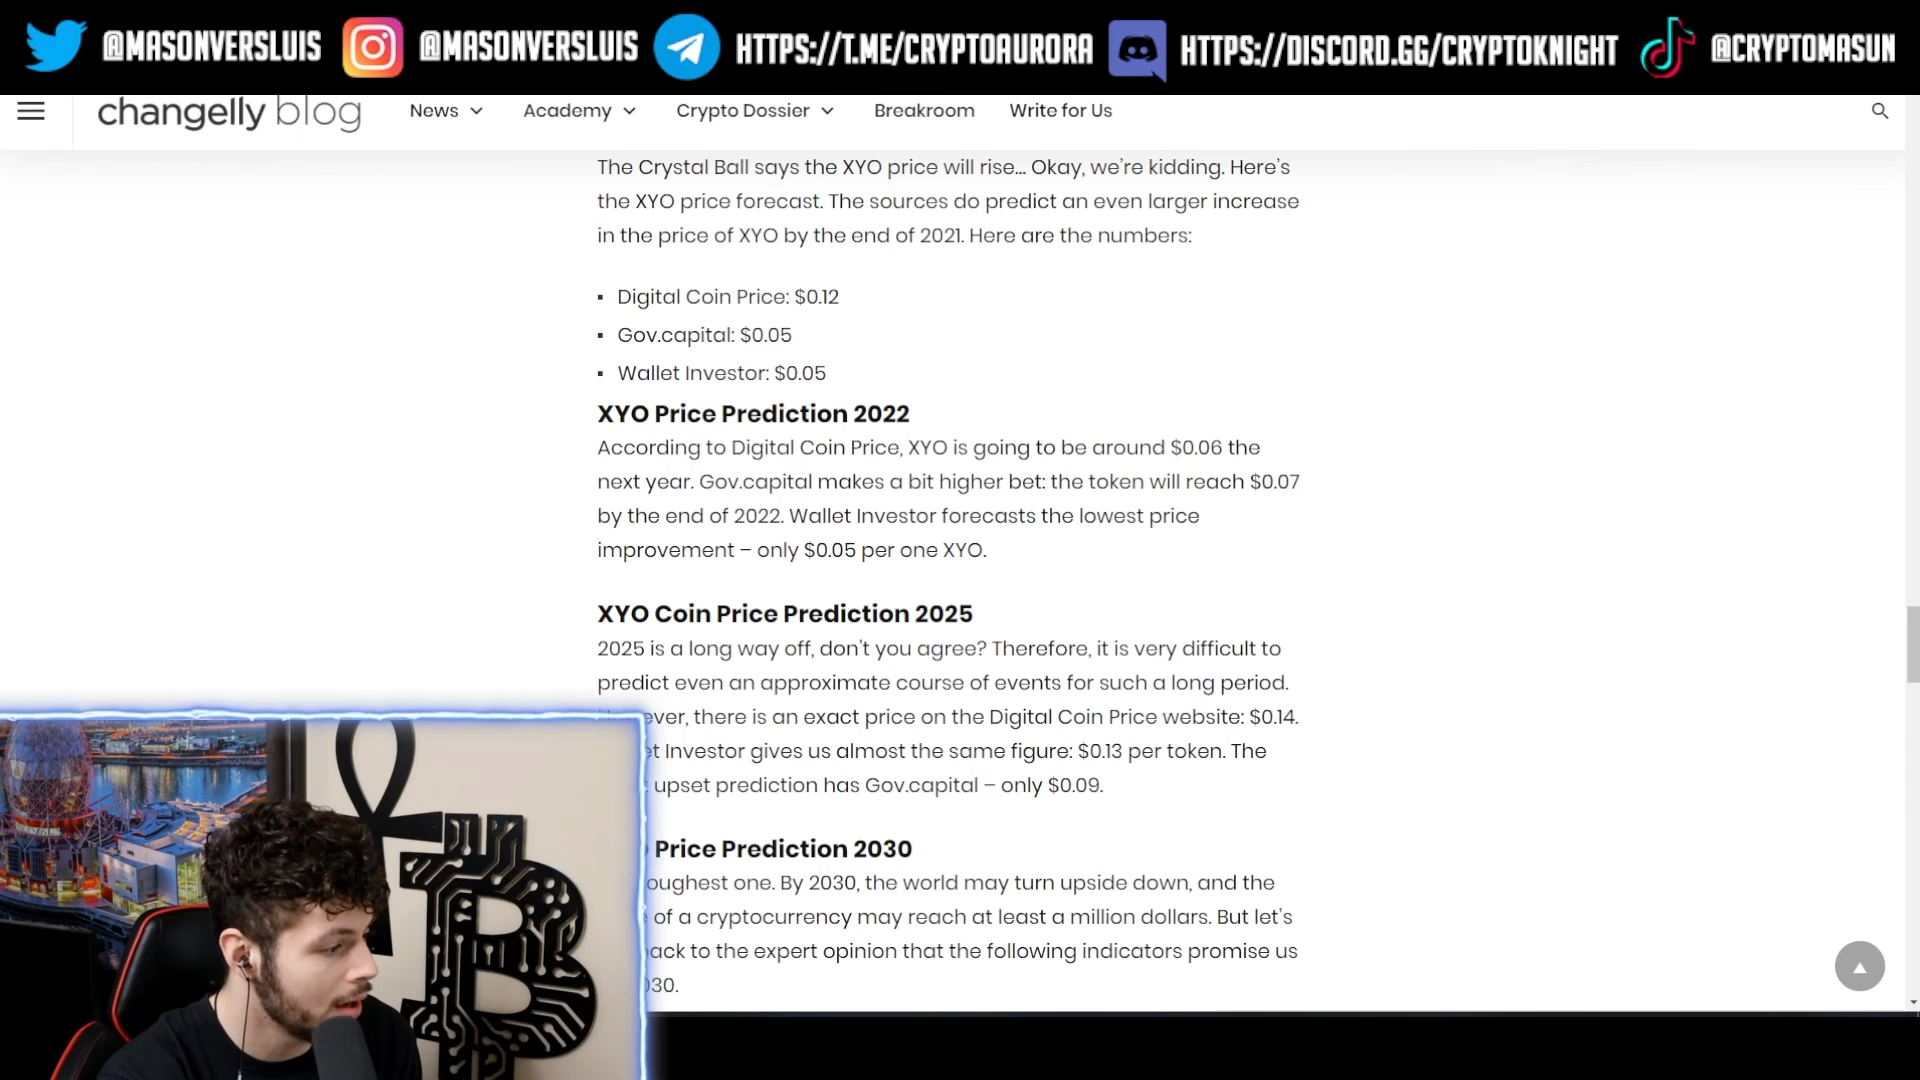 @MASONVERSLUIS @MASONVERSLUIS HTTPS://T.ME/CRYPTOAURORA HTTPS://DISCORD.GG/CRYPTOKNIGHT @CRYPTOMASUN
changelly blog News Academy Crypto Dossier Breakroom Write for Us
The Crystal Ball says the XYO price will rise... Okay, we're kidding. Here's
the XYO price forecast. The sources do predict an even larger increase
in the price of XYO by the end of 2021. Here are the numbers:
▪ Digital Coin Price: $0.12
▪ Gov.capital: $0.05
▪ Wallet Investor: $0.05
XYO Price Prediction 2022
According to Digital Coin Price, XYO is going to be around $0.06 the
next year. Gov.capital makes a bit higher bet: the token will reach $0.07
by the end of 2022. Wallet Investor forecasts the lowest price
improvement – only $0.05 per one XYO.
XYO Coin Price Prediction 2025
2025 is a long way off, don't you agree? Therefore, it is very difficult to
predict even an approximate course of events for such a long period.
there is an exact price on the Digital Coin Price website: $0.14.
Investor gives us almost the same figure: $0.13 per token. The
upset prediction has Gov.capital – only $0.09.
Price Prediction 2030
one. By 2030, the world may turn upside down, and the
of a cryptocurrency may reach at least a million dollars. But let's
to the expert opinion that the following indicators promise us